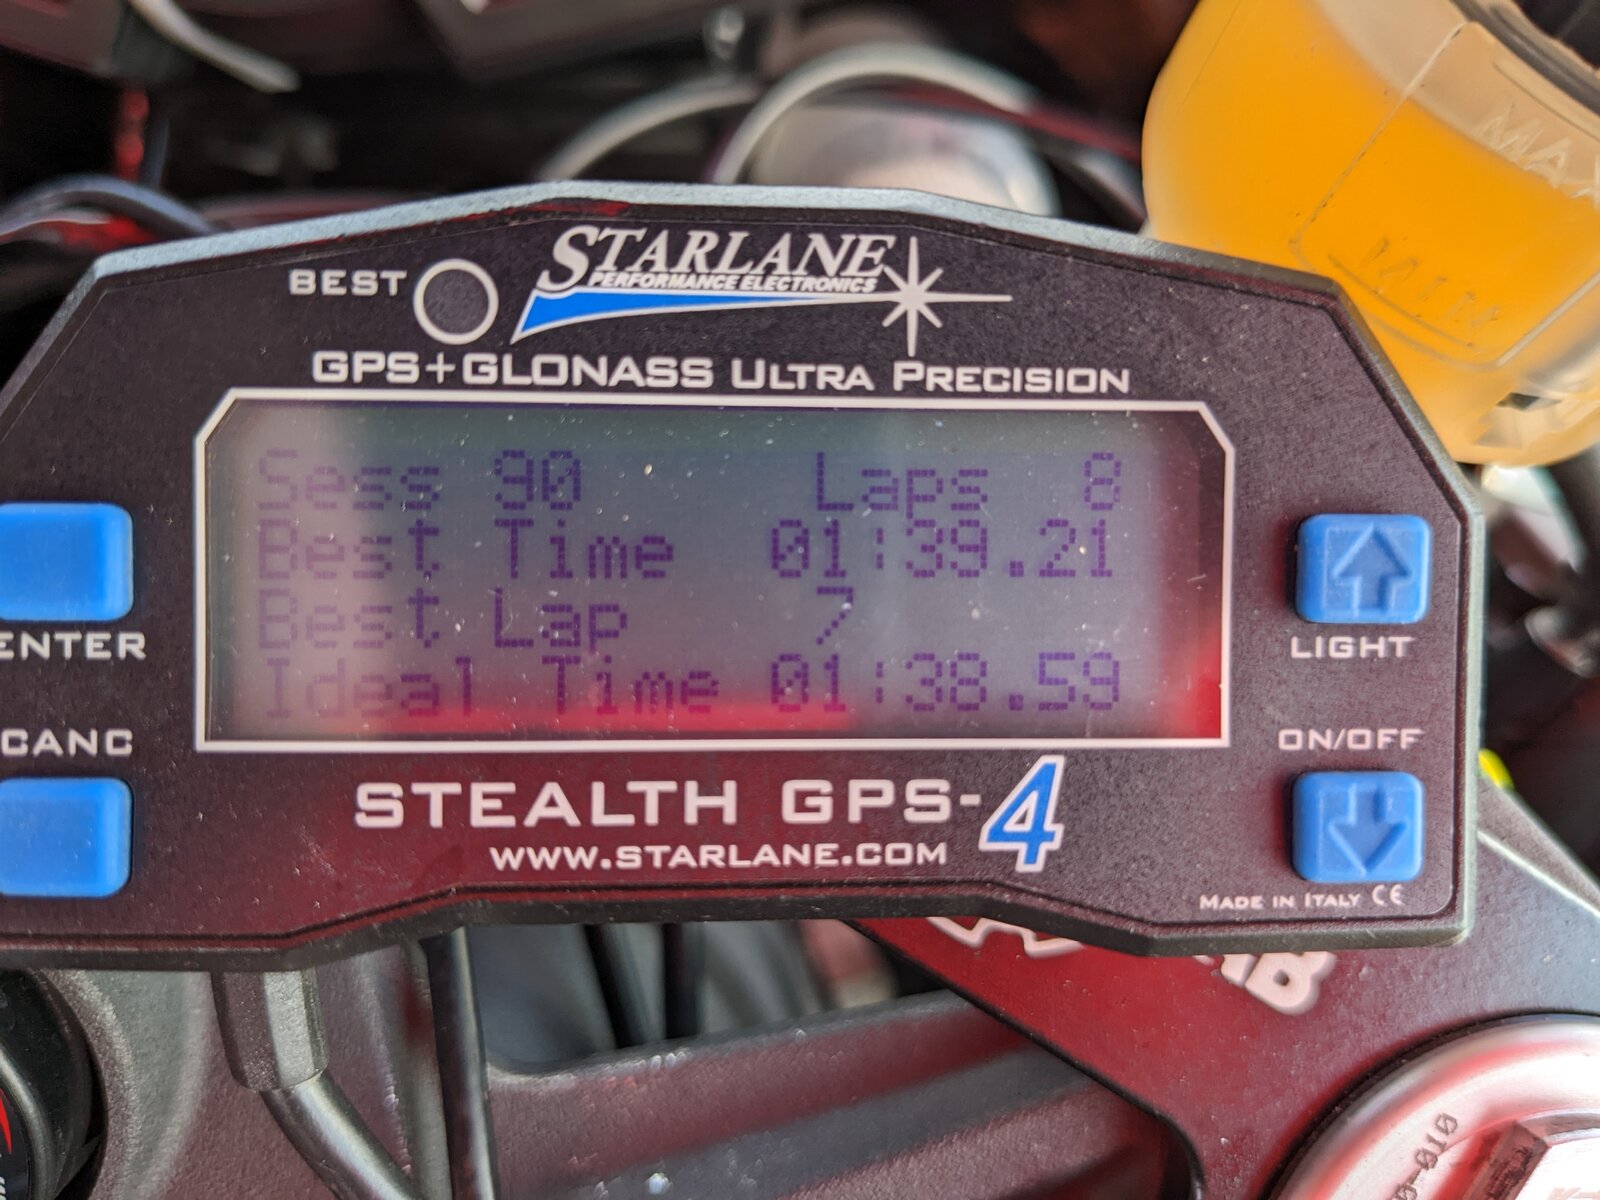 MAX
MIN
BEST
STARLANE
PERFORMANCE ELECTRONICS
GPS+GLONASS ULTRA PRECISION
Sess 90 Laps 8
Best Time 01:39.21
Best Lap 7
Ideal Time 01:38.59
ENTER
LIGHT
CANC
ON/OFF
STEALTH GPS-4
WWW.STARLANE.COM
MADE IN ITALY CE